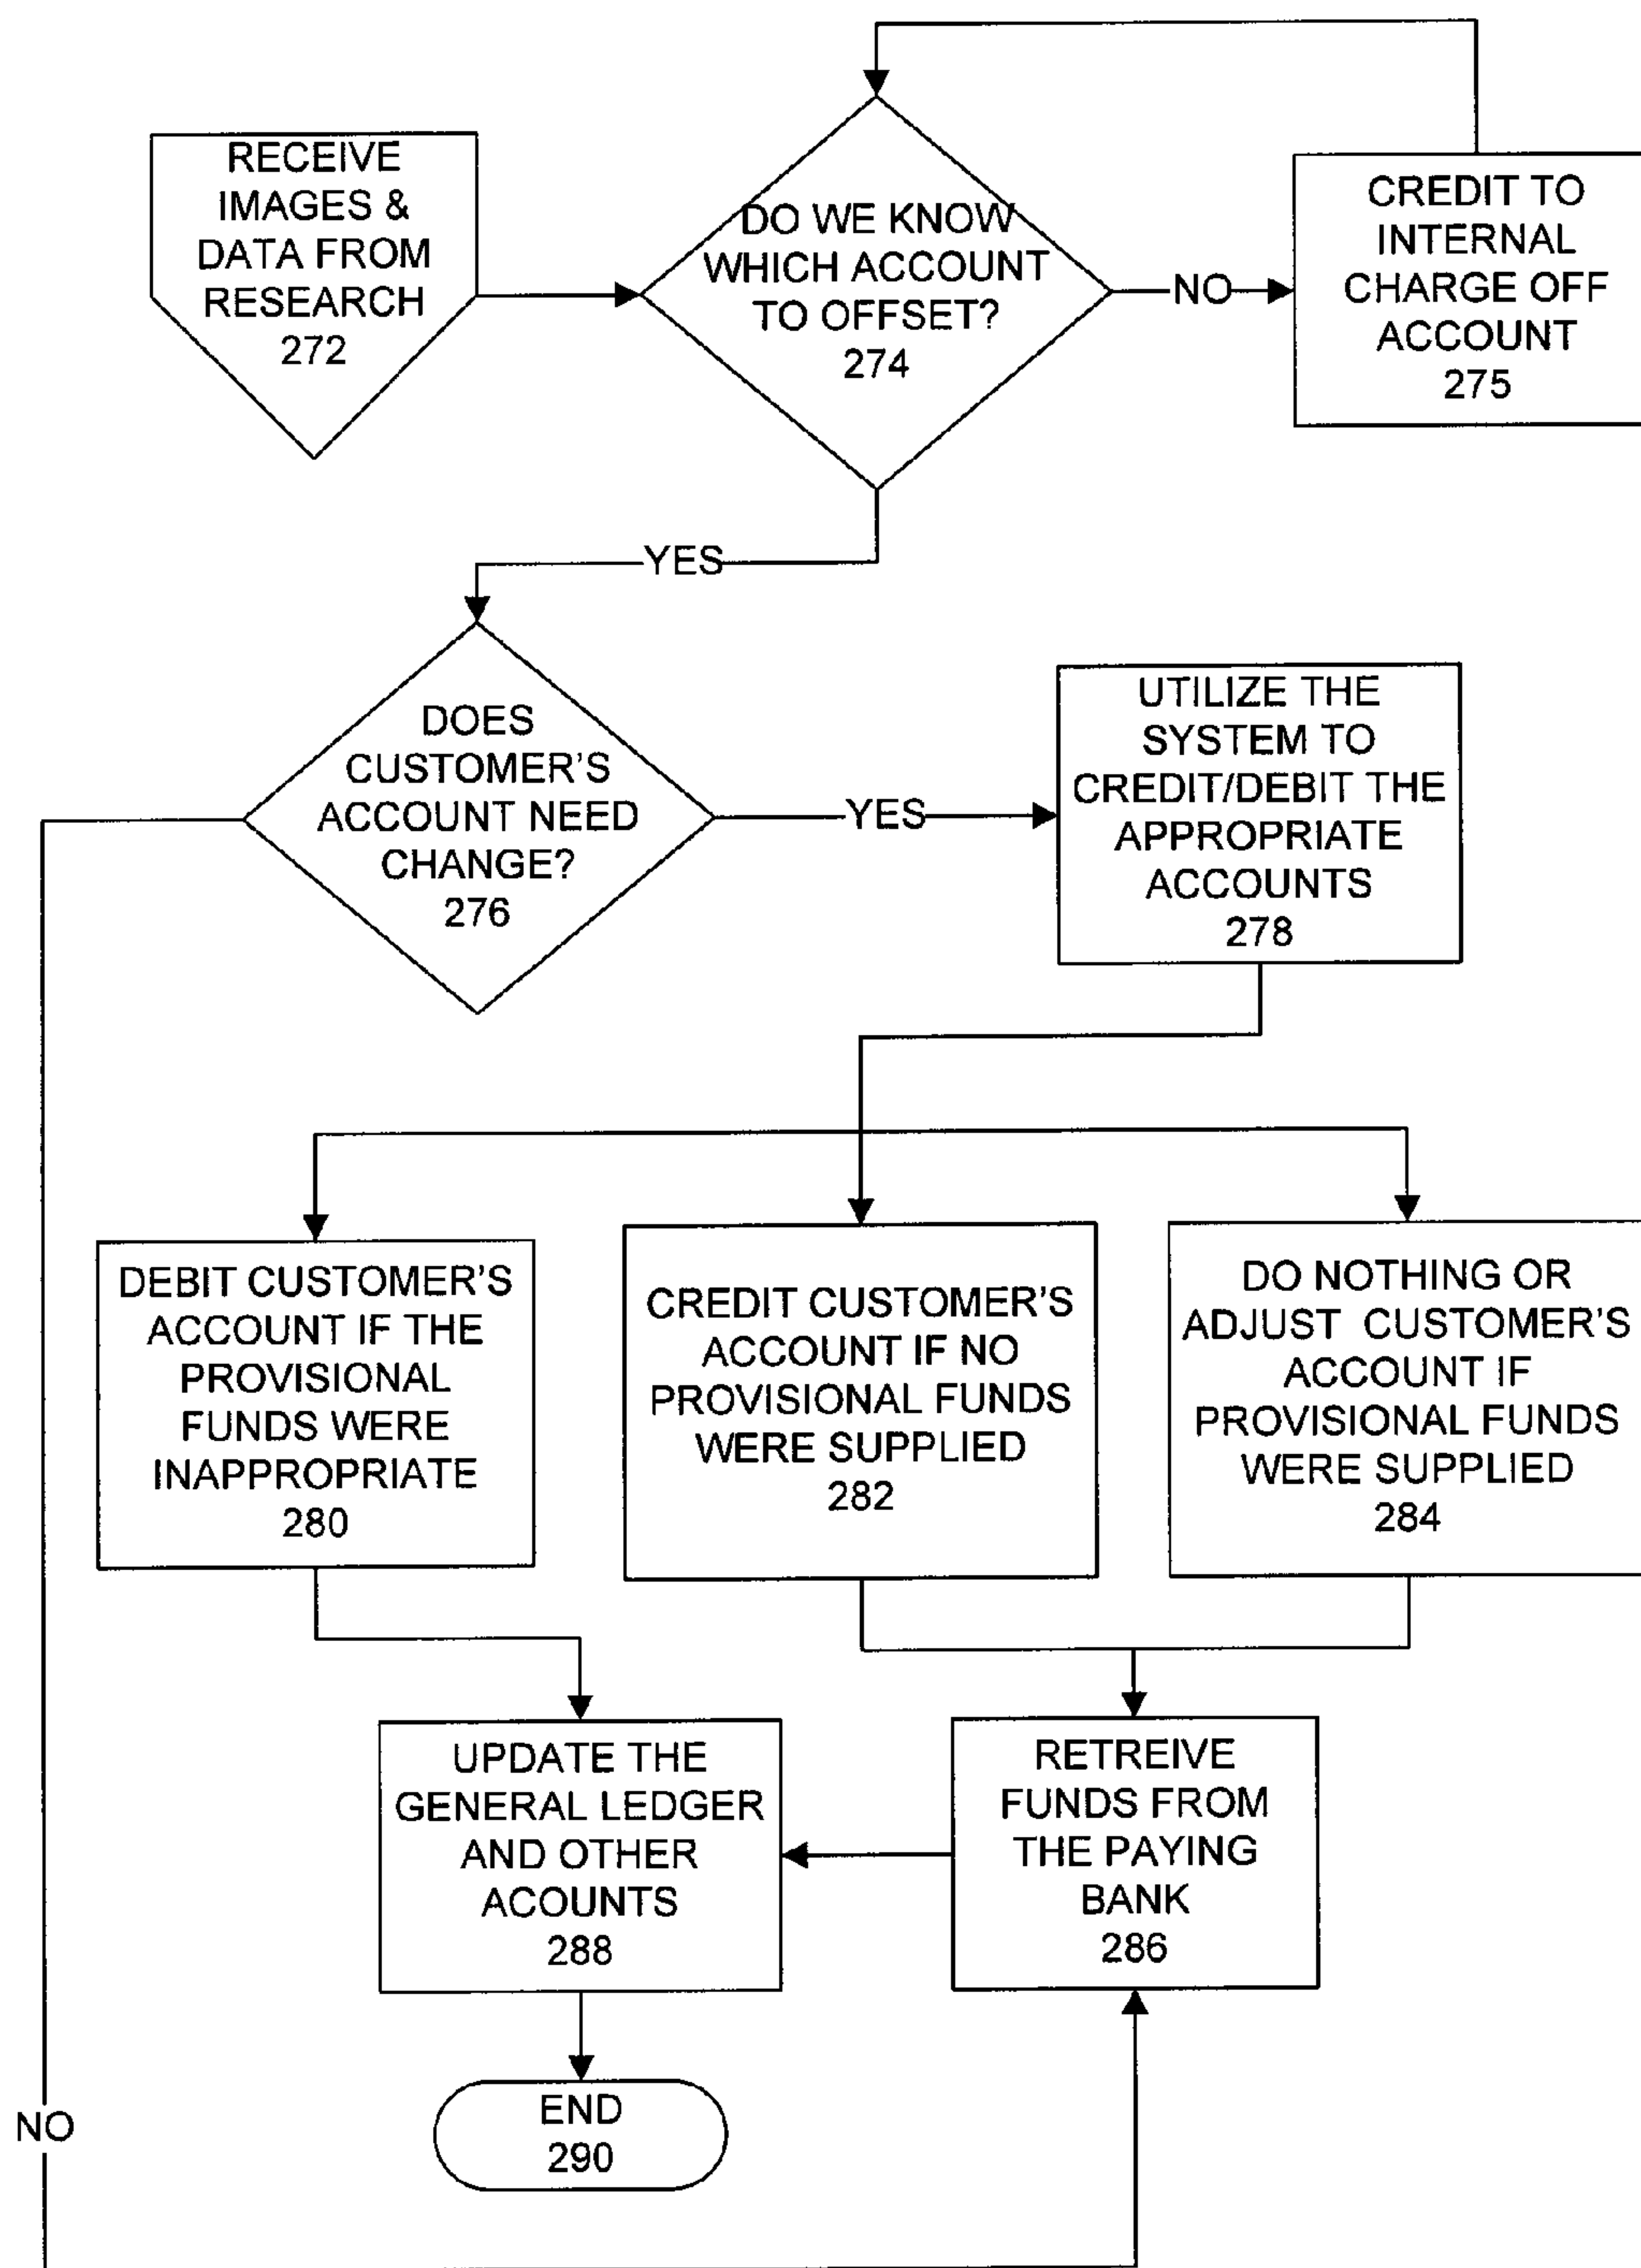 RECEIVE
IMAGES &
DATA FROM
RESEARCH
272
DO WE KNOW
WHICH ACCOUNT
TO OFFSET?
274
NO
CREDIT TO
INTERNAL
CHARGE OFF
ACCOUNT
275
YES
DOES
CUSTOMER'S
ACCOUNT NEED
CHANGE?
276
YES
UTILIZE THE
SYSTEM TO
CREDIT/DEBIT THE
APPROPRIATE
ACCOUNTS
278
DEBIT CUSTOMER'S
ACCOUNT IF THE
PROVISIONAL
FUNDS WERE
INAPPROPRIATE
280
CREDIT CUSTOMER'S
ACCOUNT IF NO
PROVISIONAL FUNDS
WERE SUPPLIED
282
DO NOTHING OR
ADJUST CUSTOMER'S
ACCOUNT IF
PROVISIONAL FUNDS
WERE SUPPLIED
284
UPDATE THE
GENERAL LEDGER
AND OTHER
ACOUNTS
288
RETREIVE
FUNDS FROM
THE PAYING
BANK
286
END
290
NO